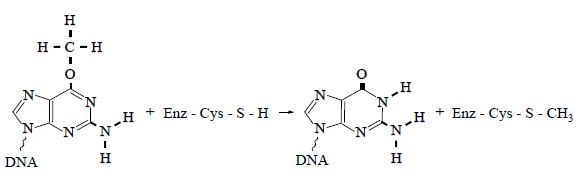 H
H - C - H
O
N N N N N H H DNA + Enz - Cys - S - H → O N N N N N H H H DNA + Enz - Cys - S - CH₃